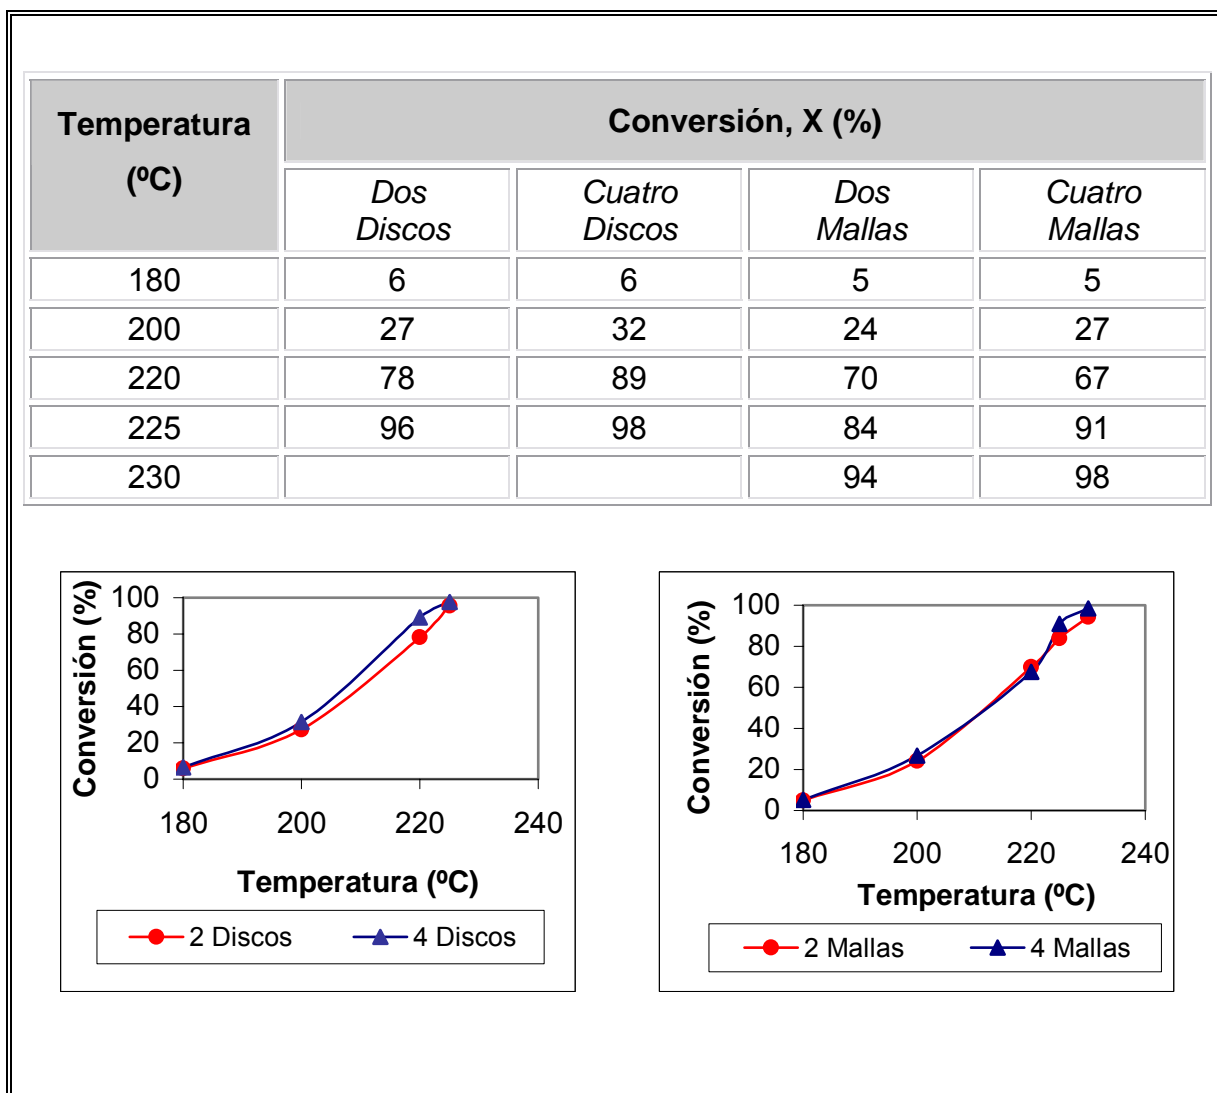 Temperatura
(ºC)
Conversión, X (%)
Dos
Discos
Cuatro
Discos
Dos
Mallas
Cuatro
Mallas
180 6 6 5 5
200 27 32 24 27
220 78 89 70 67
225 96 98 84 91
230 94 98
Conversión (%)
100
80
60
40
20
0
180 200 220 240
Temperatura (ºC)
2 Discos 4 Discos
Conversión (%)
100
80
60
40
20
0
180 200 220 240
Temperatura (ºC)
2 Mallas 4 Mallas